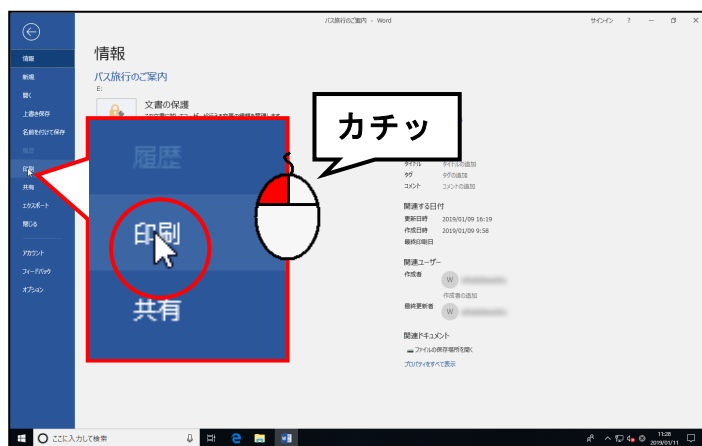 バス旅行のご案内 - Word
サインイン ? － ロ ×
情報
新規
開く
上書き保存
名前を付けて保存
履歴
印刷
共有
エクスポート
閉じる
アカウント
フィードバック
オプション
情報
バス旅行のご案内
E:
文書の保護
履歴
印刷
共有
カチッ
タイトル タイトルの追加
タグ タグの追加
コメント コメントの追加
関連する日付
更新日時 2019/01/09 16:19
作成日時 2019/01/09 9:58
最終印刷日
関連ユーザー
作成者 W
作成者の追加
最終更新者 W
関連ドキュメント
ファイルの保存場所を開く
プロパティをすべて表示
ここに入力して検索
11:28
2019/01/11